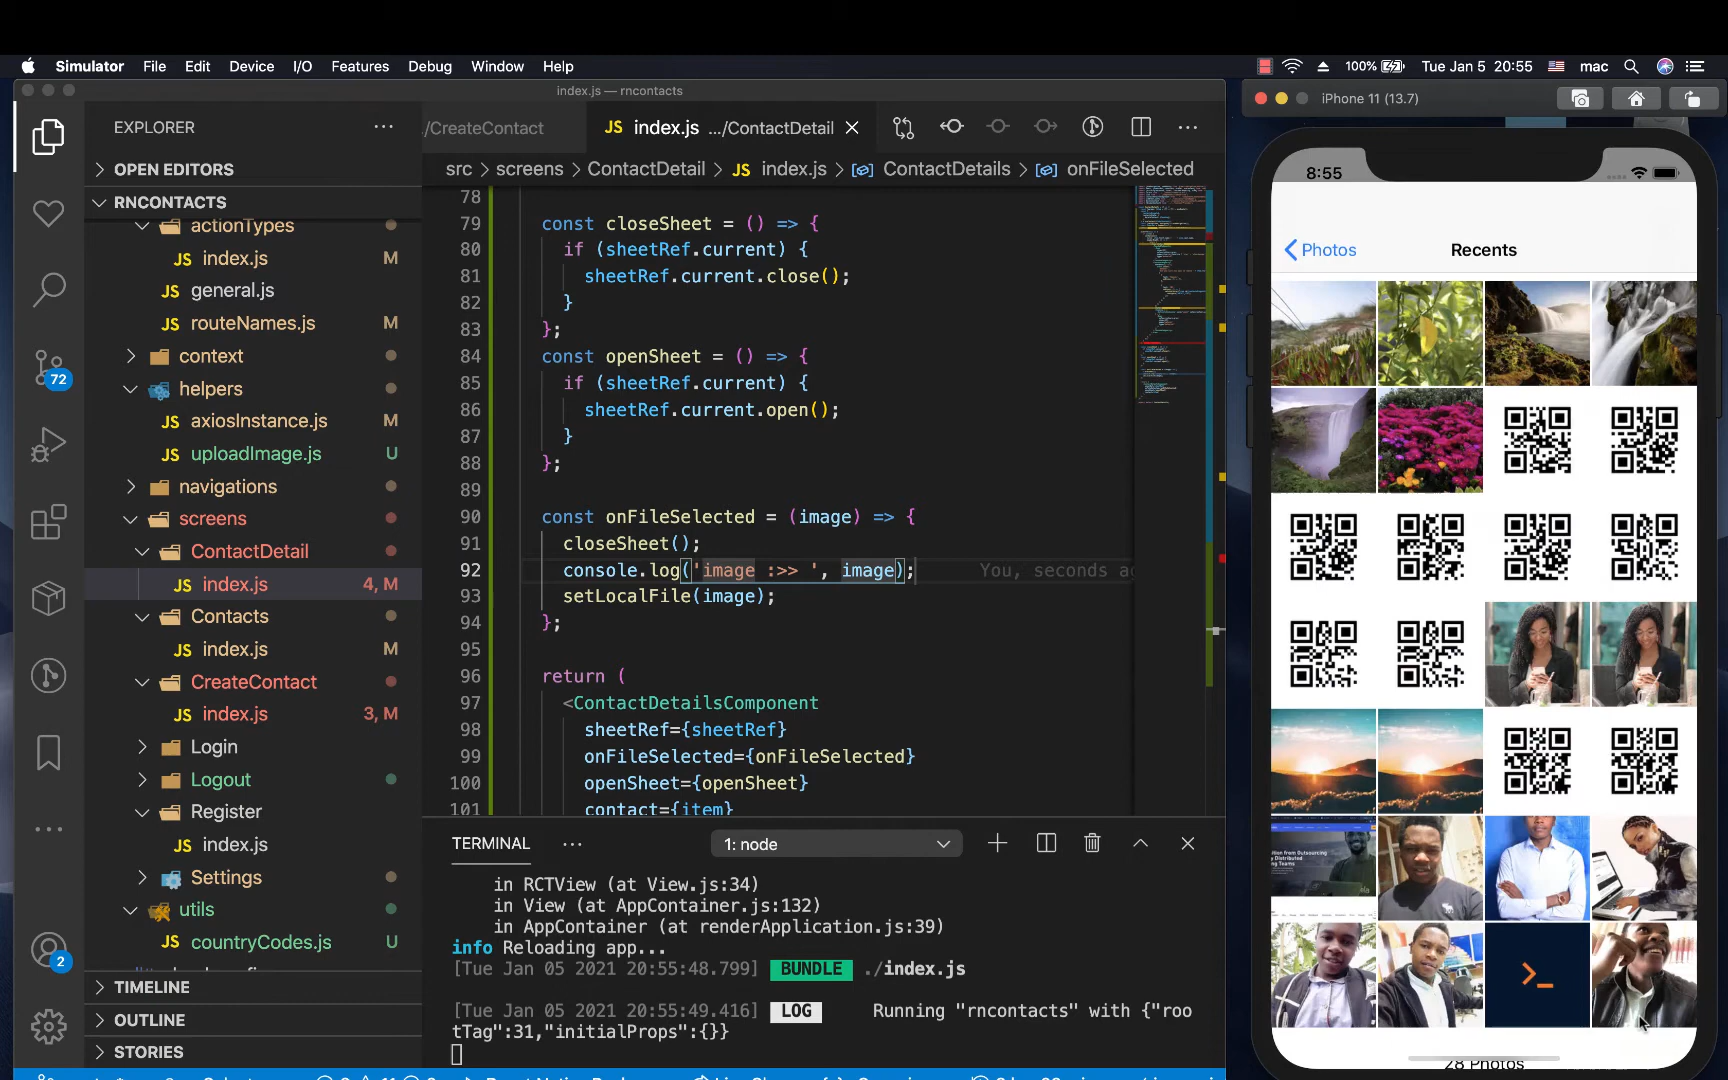 Simulator File Edit Device I/O Features Debug Window Help
100% Tue Jan 5 20:55 mac
index.js — rncontacts
iPhone 11 (13.7)
EXPLORER
/CreateContact
JS index.js .../ContactDetail
OPEN EDITORS
src > screens > ContactDetail > JS index.js > ContactDetails > onFileSelected
RNCONTACTS
actionTypes
JS index.js M
JS general.js
JS routeNames.js M
context
helpers
JS axiosInstance.js M
JS uploadImage.js U
navigations
screens
ContactDetail
JS index.js 4, M
Contacts
JS index.js M
CreateContact
JS index.js 3, M
Login
Logout
Register
JS index.js
Settings
utils
JS countryCodes.js U
TIMELINE
OUTLINE
STORIES
72
2
78
79 const closeSheet = () => {
80 if (sheetRef.current) {
81 sheetRef.current.close();
82 }
83 };
84 const openSheet = () => {
85 if (sheetRef.current) {
86 sheetRef.current.open();
87 }
88 };
89
90 const onFileSelected = (image) => {
91 closeSheet();
92 console.log('image :>> ', image); You, seconds a
93 setLocalFile(image);
94 };
95
96 return (
97 <ContactDetailsComponent
98 sheetRef={sheetRef}
99 onFileSelected={onFileSelected}
100 openSheet={openSheet}
101 contact={item}
TERMINAL
1: node
in RCTView (at View.js:34)
in View (at AppContainer.js:132)
in AppContainer (at renderApplication.js:39)
info Reloading app...
[Tue Jan 05 2021 20:55:48.799] BUNDLE ./index.js
[Tue Jan 05 2021 20:55:49.416] LOG Running "rncontacts" with {"roo
tTag":31,"initialProps":{}}
8:55
Photos
Recents
28 Photos